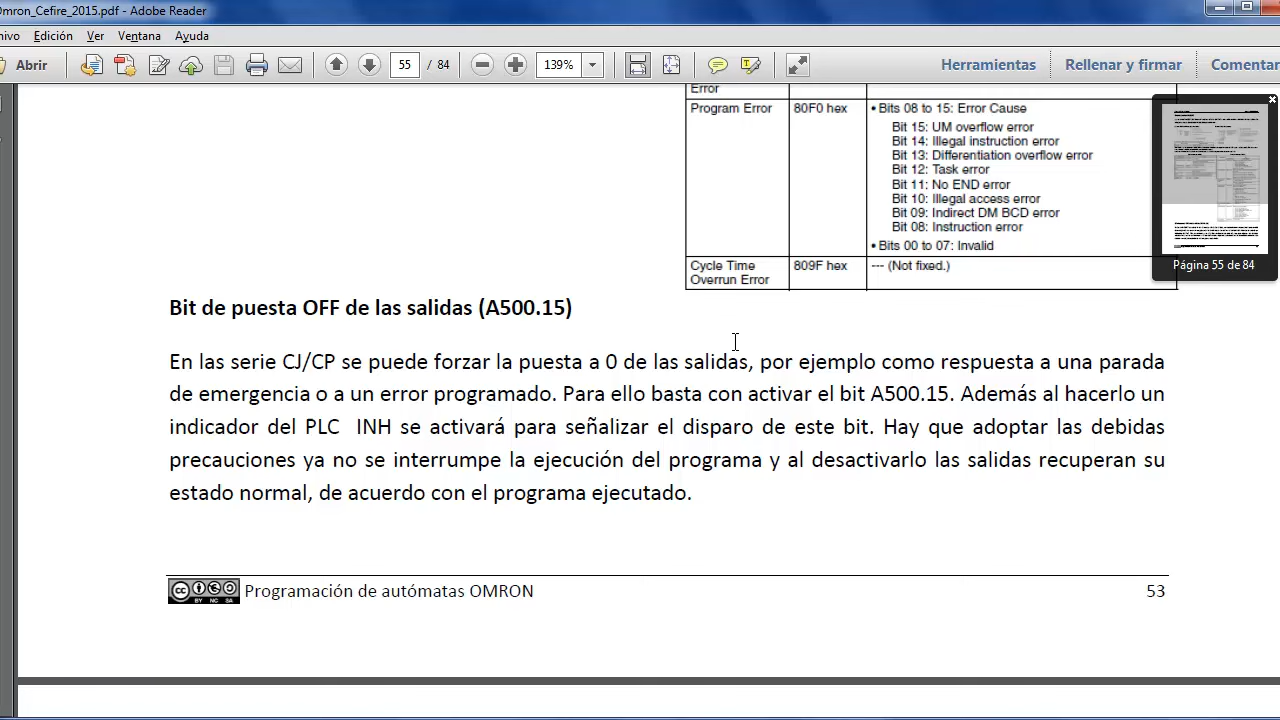 Omron_Cefire_2015.pdf - Adobe Reader
hivo Edición Ver Ventana Ayuda
Abrir 55 / 84 139% Herramientas Rellenar y firmar Comentar
Error
Program Error 80F0 hex • Bits 08 to 15: Error Cause
Bit 15: UM overflow error
Bit 14: Illegal instruction error
Bit 13: Differentiation overflow error
Bit 12: Task error
Bit 11: No END error
Bit 10: Illegal access error
Bit 09: Indirect DM BCD error
Bit 08: Instruction error
• Bits 00 to 07: Invalid
Cycle Time 809F hex --- (Not fixed.)
Overrun Error
Página 55 de 84
Bit de puesta OFF de las salidas (A500.15)
En las serie CJ/CP se puede forzar la puesta a 0 de las salidas, por ejemplo como respuesta a una parada
de emergencia o a un error programado. Para ello basta con activar el bit A500.15. Además al hacerlo un
indicador del PLC INH se activará para señalizar el disparo de este bit. Hay que adoptar las debidas
precauciones ya no se interrumpe la ejecución del programa y al desactivarlo las salidas recuperan su
estado normal, de acuerdo con el programa ejecutado.
cc BY NC SA Programación de autómatas OMRON 53